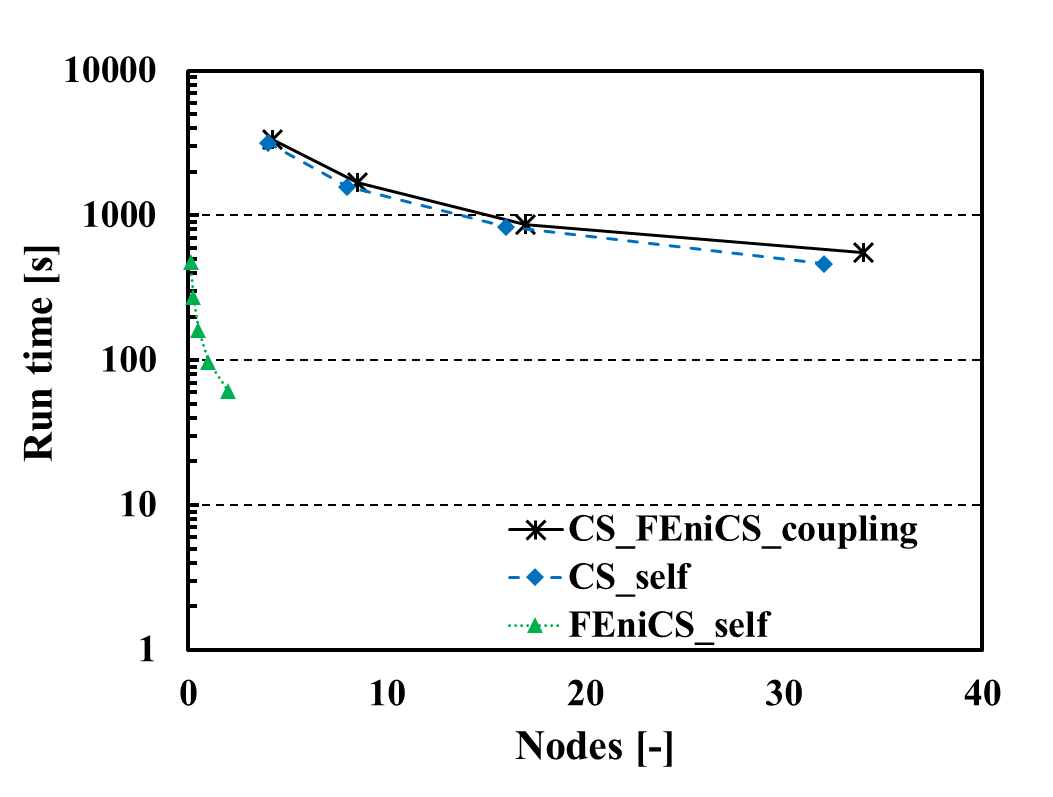 10000
1000
100
10
1
Run time [s]
CS_FEniCS_coupling
CS_self
FEniCS_self
0 10 20 30 40
Nodes [-]